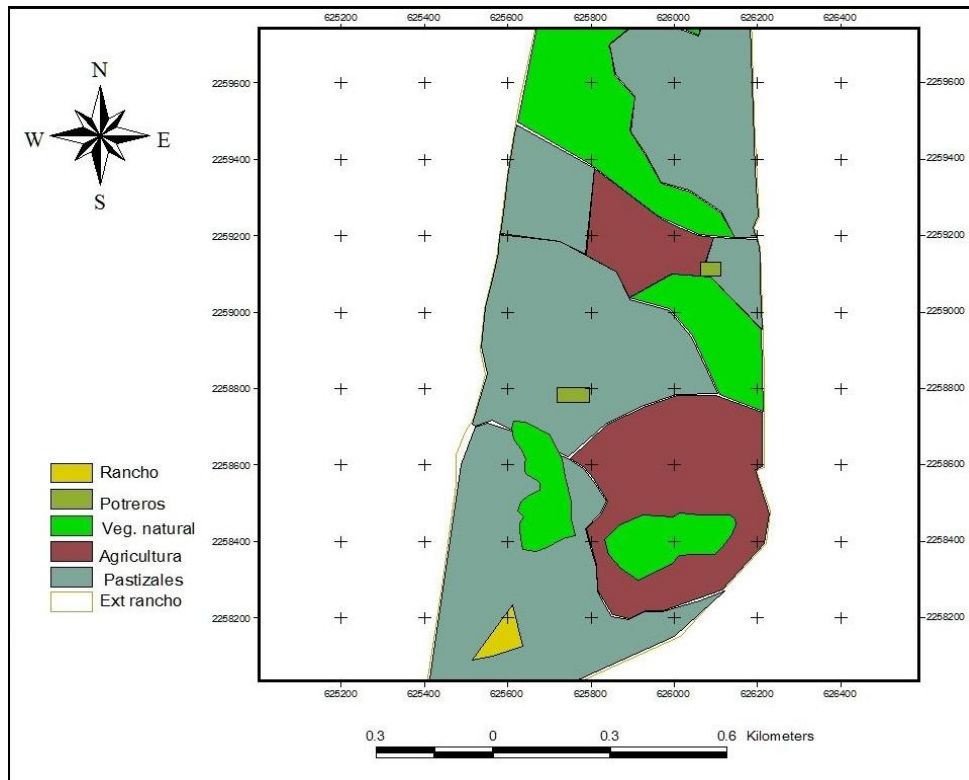 625200 625400 625600 625800 626000 626200 626400
N
W E
S
2259600 2259600
2259400 2259400
2259200 2259200
2259000 2259000
2258800 2258800
2258600 2258600
2258400 2258400
2258200 2258200
Rancho
Potreros
Veg. natural
Agricultura
Pastizales
Ext rancho
625200 625400 625600 625800 626000 626200 626400
0.3 0 0.3 0.6 Kilometers